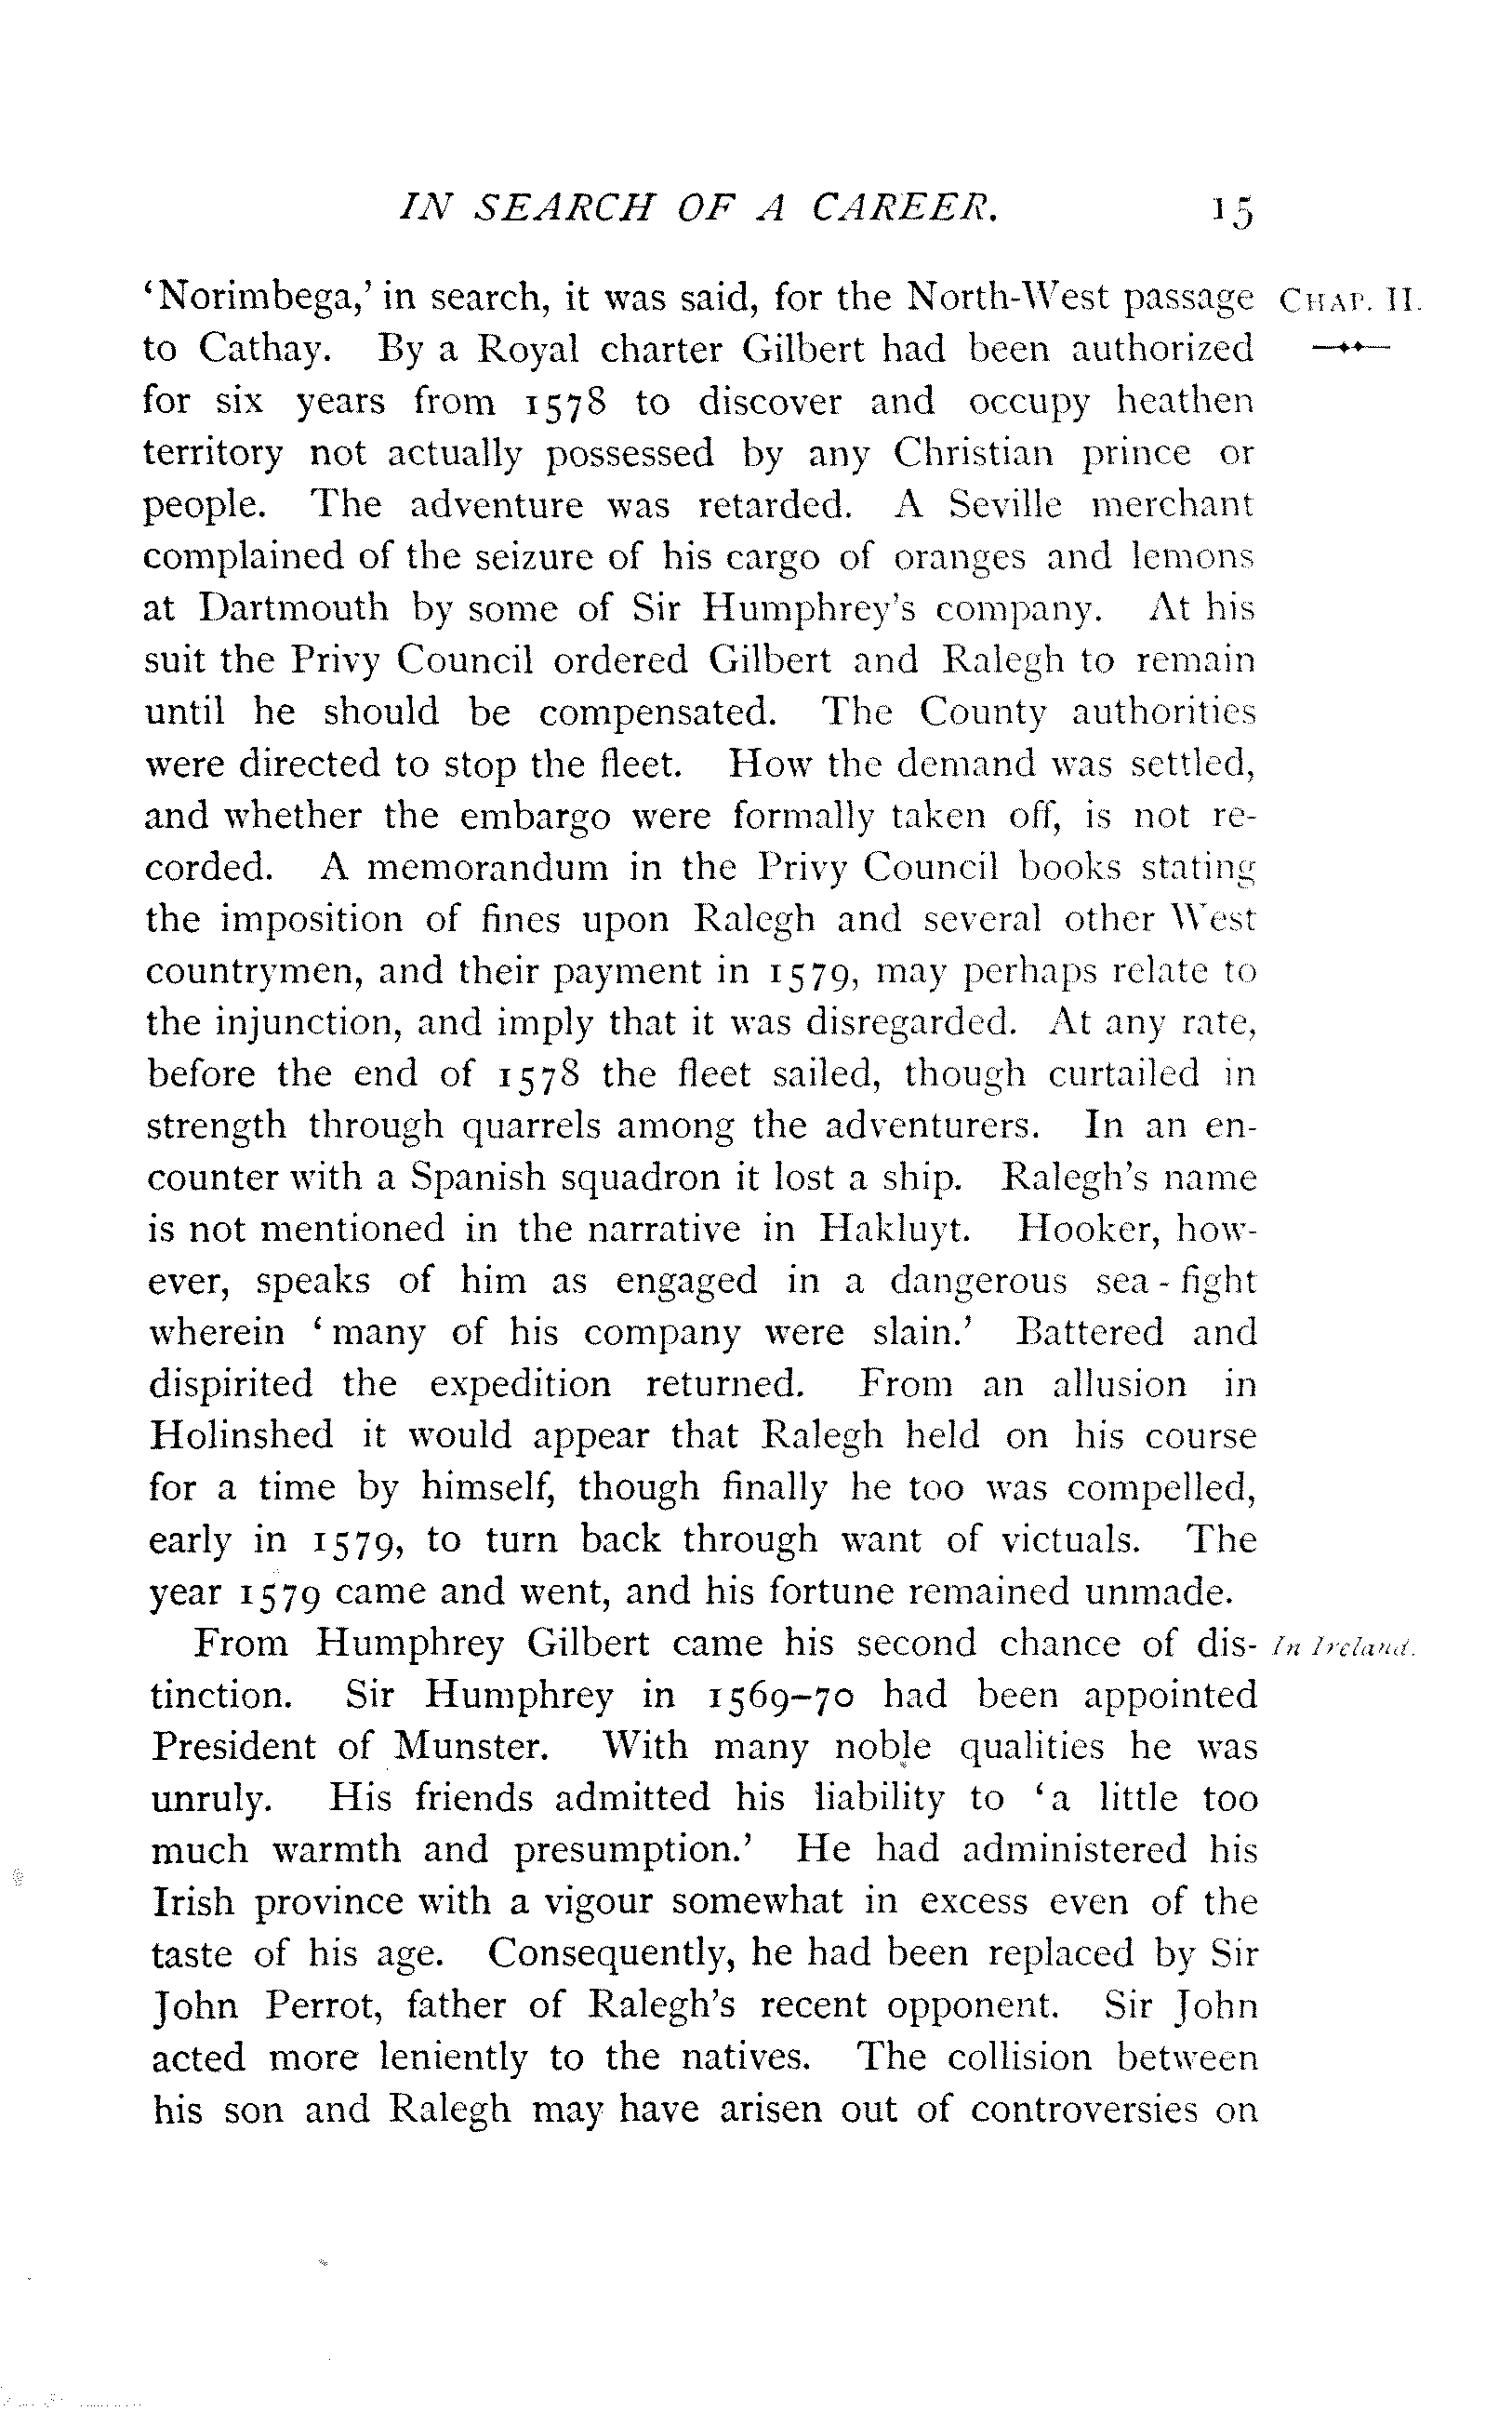 IN SEARCH OF A CAREER. 15
'Norimbega,' in search, it was said, for the North-West passage CHAP. II.
to Cathay. By a Royal charter Gilbert had been authorized
for six years from 1578 to discover and occupy heathen
territory not actually possessed by any Christian prince or
people. The adventure was retarded. A Seville merchant
complained of the seizure of his cargo of oranges and lemons
at Dartmouth by some of Sir Humphrey's company. At his
suit the Privy Council ordered Gilbert and Ralegh to remain
until he should be compensated. The County authorities
were directed to stop the fleet. How the demand was settled,
and whether the embargo were formally taken off, is not re-
corded. A memorandum in the Privy Council books stating
the imposition of fines upon Ralegh and several other West
countrymen, and their payment in 1579, may perhaps relate to
the injunction, and imply that it was disregarded. At any rate,
before the end of 1578 the fleet sailed, though curtailed in
strength through quarrels among the adventurers. In an en-
counter with a Spanish squadron it lost a ship. Ralegh's name
is not mentioned in the narrative in Hakluyt. Hooker, how-
ever, speaks of him as engaged in a dangerous sea-fight
wherein 'many of his company were slain.' Battered and
dispirited the expedition returned. From an allusion in
Holinshed it would appear that Ralegh held on his course
for a time by himself, though finally he too was compelled,
early in 1579, to turn back through want of victuals. The
year 1579 came and went, and his fortune remained unmade.
From Humphrey Gilbert came his second chance of dis- In Ireland.
tinction. Sir Humphrey in 1569–70 had been appointed
President of Munster. With many noble qualities he was
unruly. His friends admitted his liability to 'a little too
much warmth and presumption.' He had administered his
Irish province with a vigour somewhat in excess even of the
taste of his age. Consequently, he had been replaced by Sir
John Perrot, father of Ralegh's recent opponent. Sir John
acted more leniently to the natives. The collision between
his son and Ralegh may have arisen out of controversies on